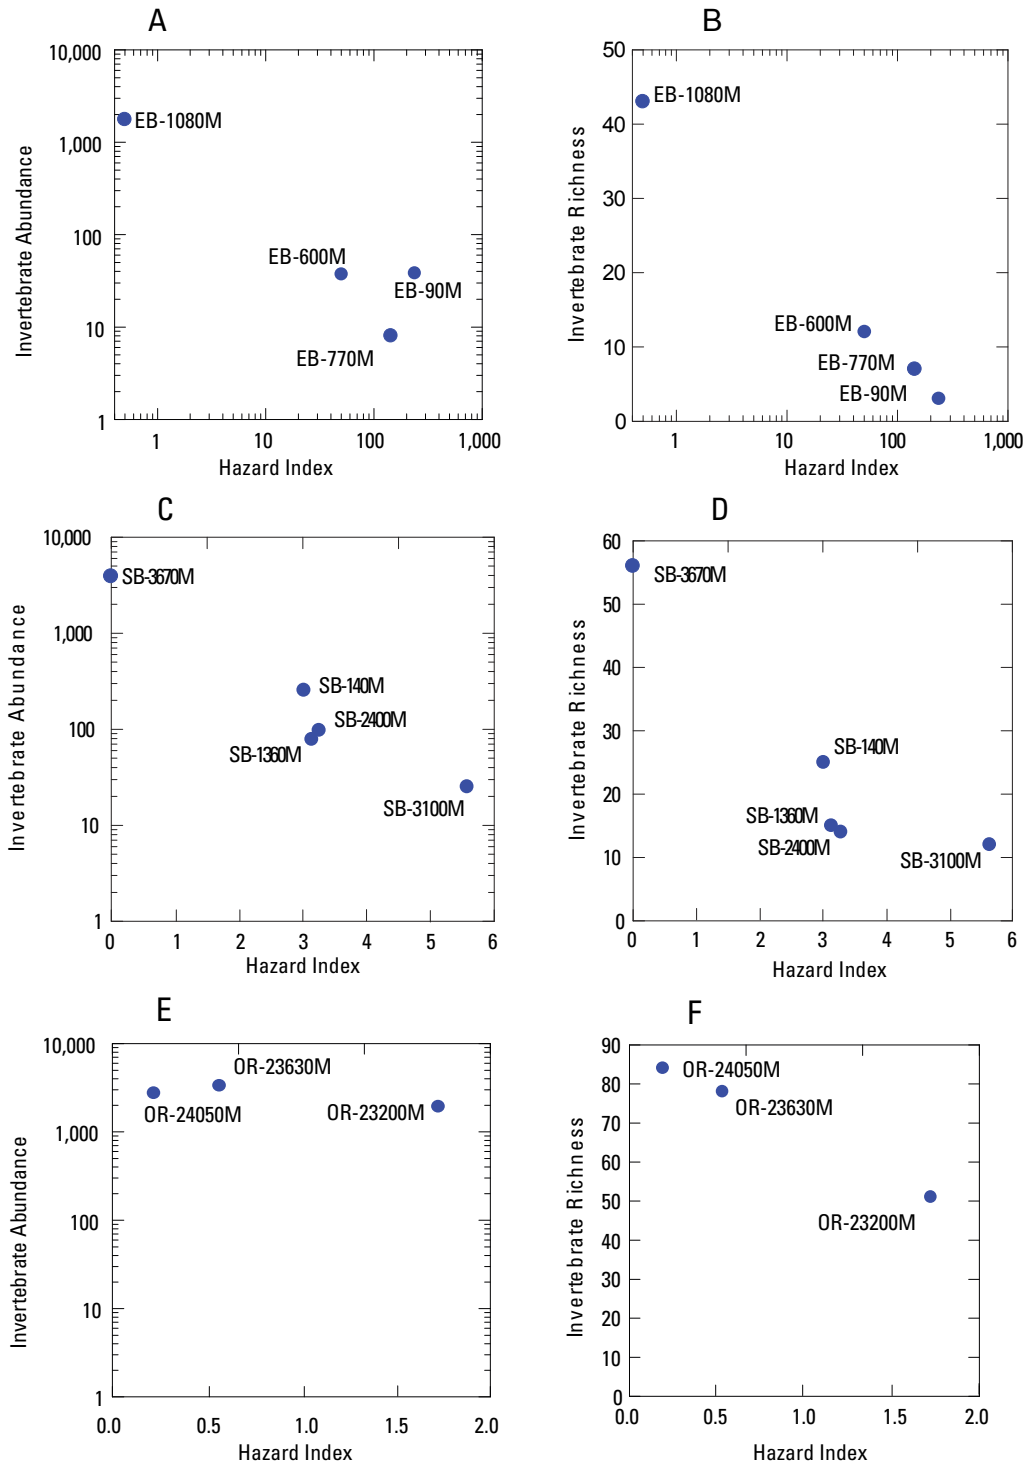 A
Invertebrate Abundance
10,000
1,000
100
10
1
EB-1080M
EB-600M
EB-90M
EB-770M
1 10 100 1,000
Hazard Index
B
Invertebrate Richness
50
40
30
20
10
0
EB-1080M
EB-600M
EB-770M
EB-90M
1 10 100 1,000
Hazard Index
C
Invertebrate Abundance
10,000
1,000
100
10
1
SB-3670M
SB-140M
SB-2400M
SB-1360M
SB-3100M
0 1 2 3 4 5 6
Hazard Index
D
Invertebrate Richness
60
50
40
30
20
10
0
SB-3670M
SB-140M
SB-1360M
SB-2400M
SB-3100M
0 1 2 3 4 5 6
Hazard Index
E
Invertebrate Abundance
10,000
1,000
100
10
1
OR-23630M
OR-24050M
OR-23200M
0.0 0.5 1.0 1.5 2.0
Hazard Index
F
Invertebrate Richness
90
80
70
60
50
40
30
20
10
0
OR-24050M
OR-23630M
OR-23200M
0.0 0.5 1.0 1.5 2.0
Hazard Index